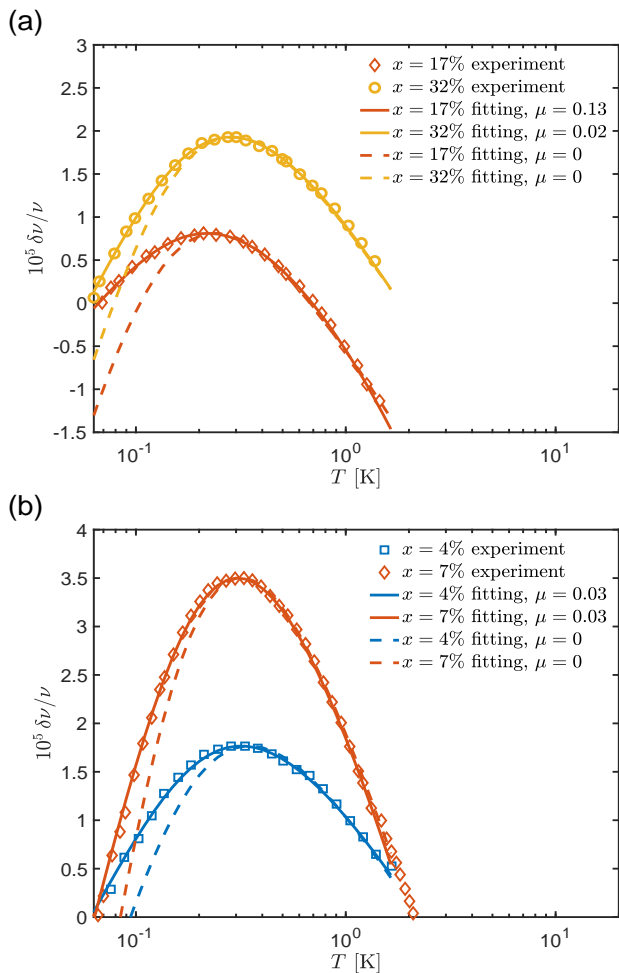 (a)
3
2.5
2
1.5
1
0.5
0
-0.5
-1
-1.5
10^5 δν/ν
x = 17% experiment
x = 32% experiment
x = 17% fitting, μ = 0.13
x = 32% fitting, μ = 0.02
x = 17% fitting, μ = 0
x = 32% fitting, μ = 0
10^-1 10^0 10^1
T [K]
(b)
4
3.5
3
2.5
2
1.5
1
0.5
0
10^5 δν/ν
x = 4% experiment
x = 7% experiment
x = 4% fitting, μ = 0.03
x = 7% fitting, μ = 0.03
x = 4% fitting, μ = 0
x = 7% fitting, μ = 0
10^-1 10^0 10^1
T [K]